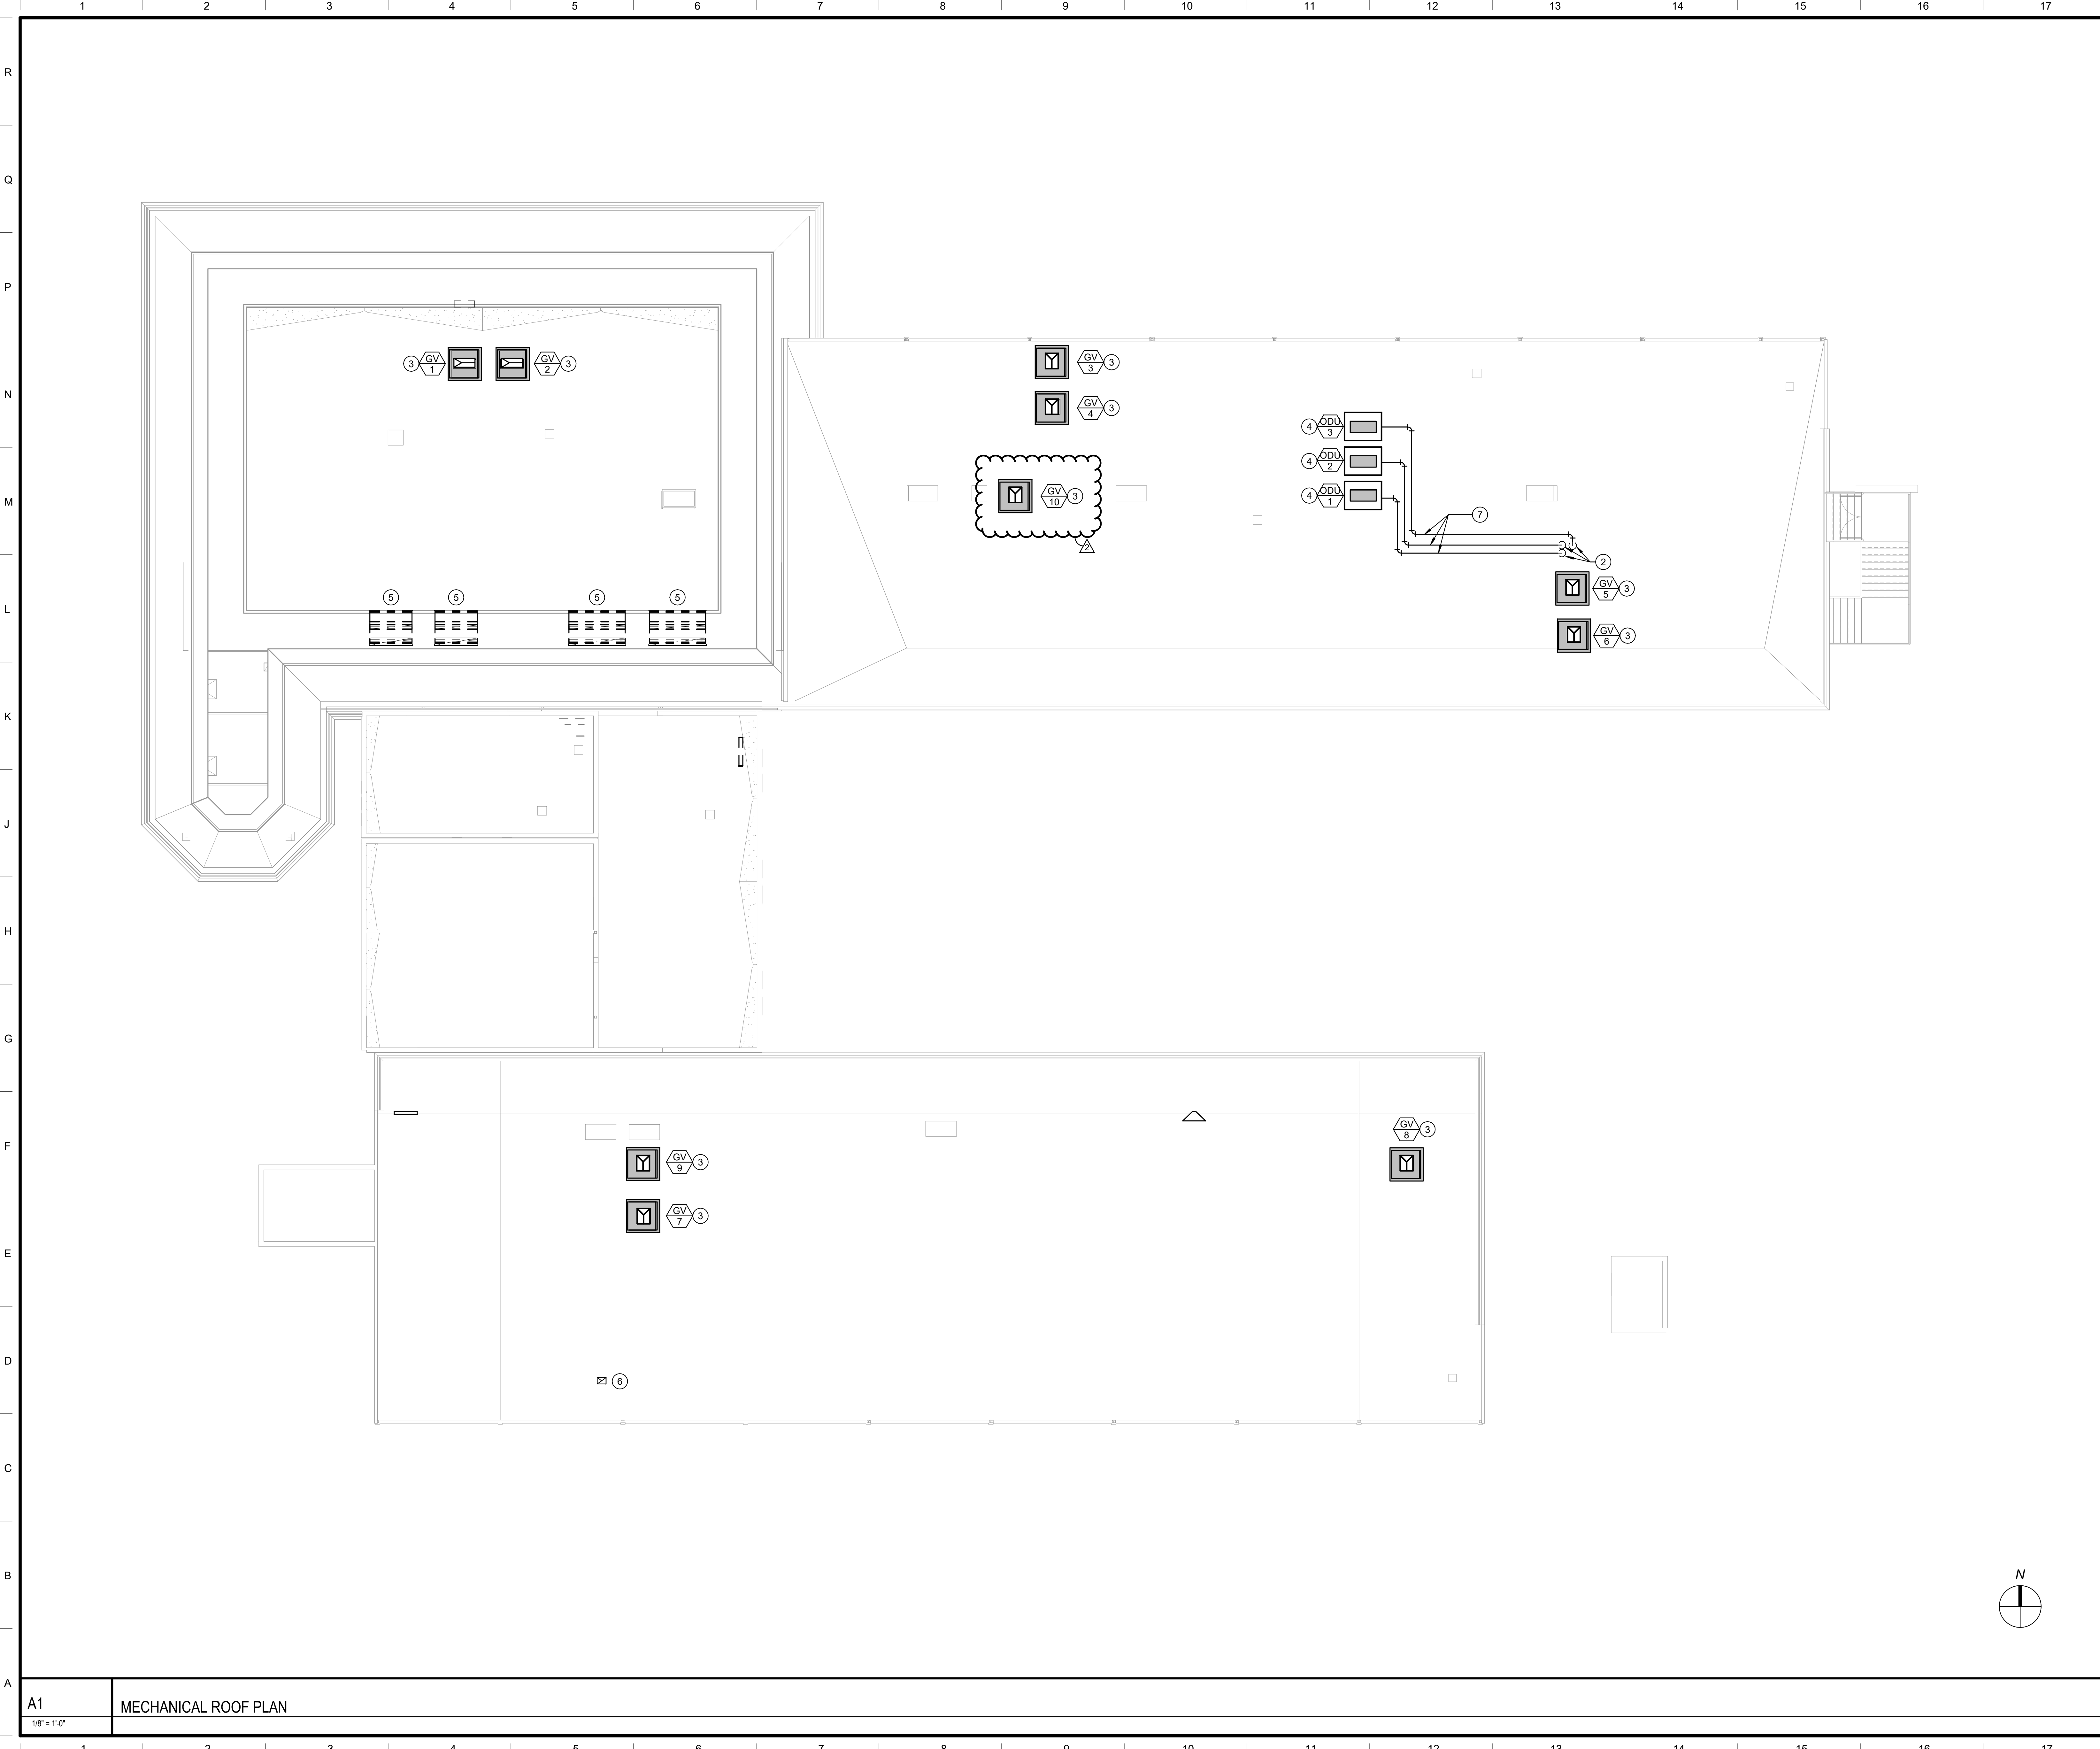 1 2 3 4 5 6 7 8 9 10 11 12 13 14 15 16 17
R
Q
P
3 GV 1
GV 2 3
GV 3 3
N
GV 4 3
4 ODU 3
4 ODU 2
4 ODU 1
M
GV 10 3
7
2
2
GV 5 3
5 5 5 5
L
GV 6 3
K
J
H
G
GV 8 3
F
GV 9 3
GV 7 3
E
D
6
C
B
N
A
A1
MECHANICAL ROOF PLAN
1/8" = 1'-0"
1 2 3 4 5 6 7 8 9 10 11 12 13 14 15 16 17